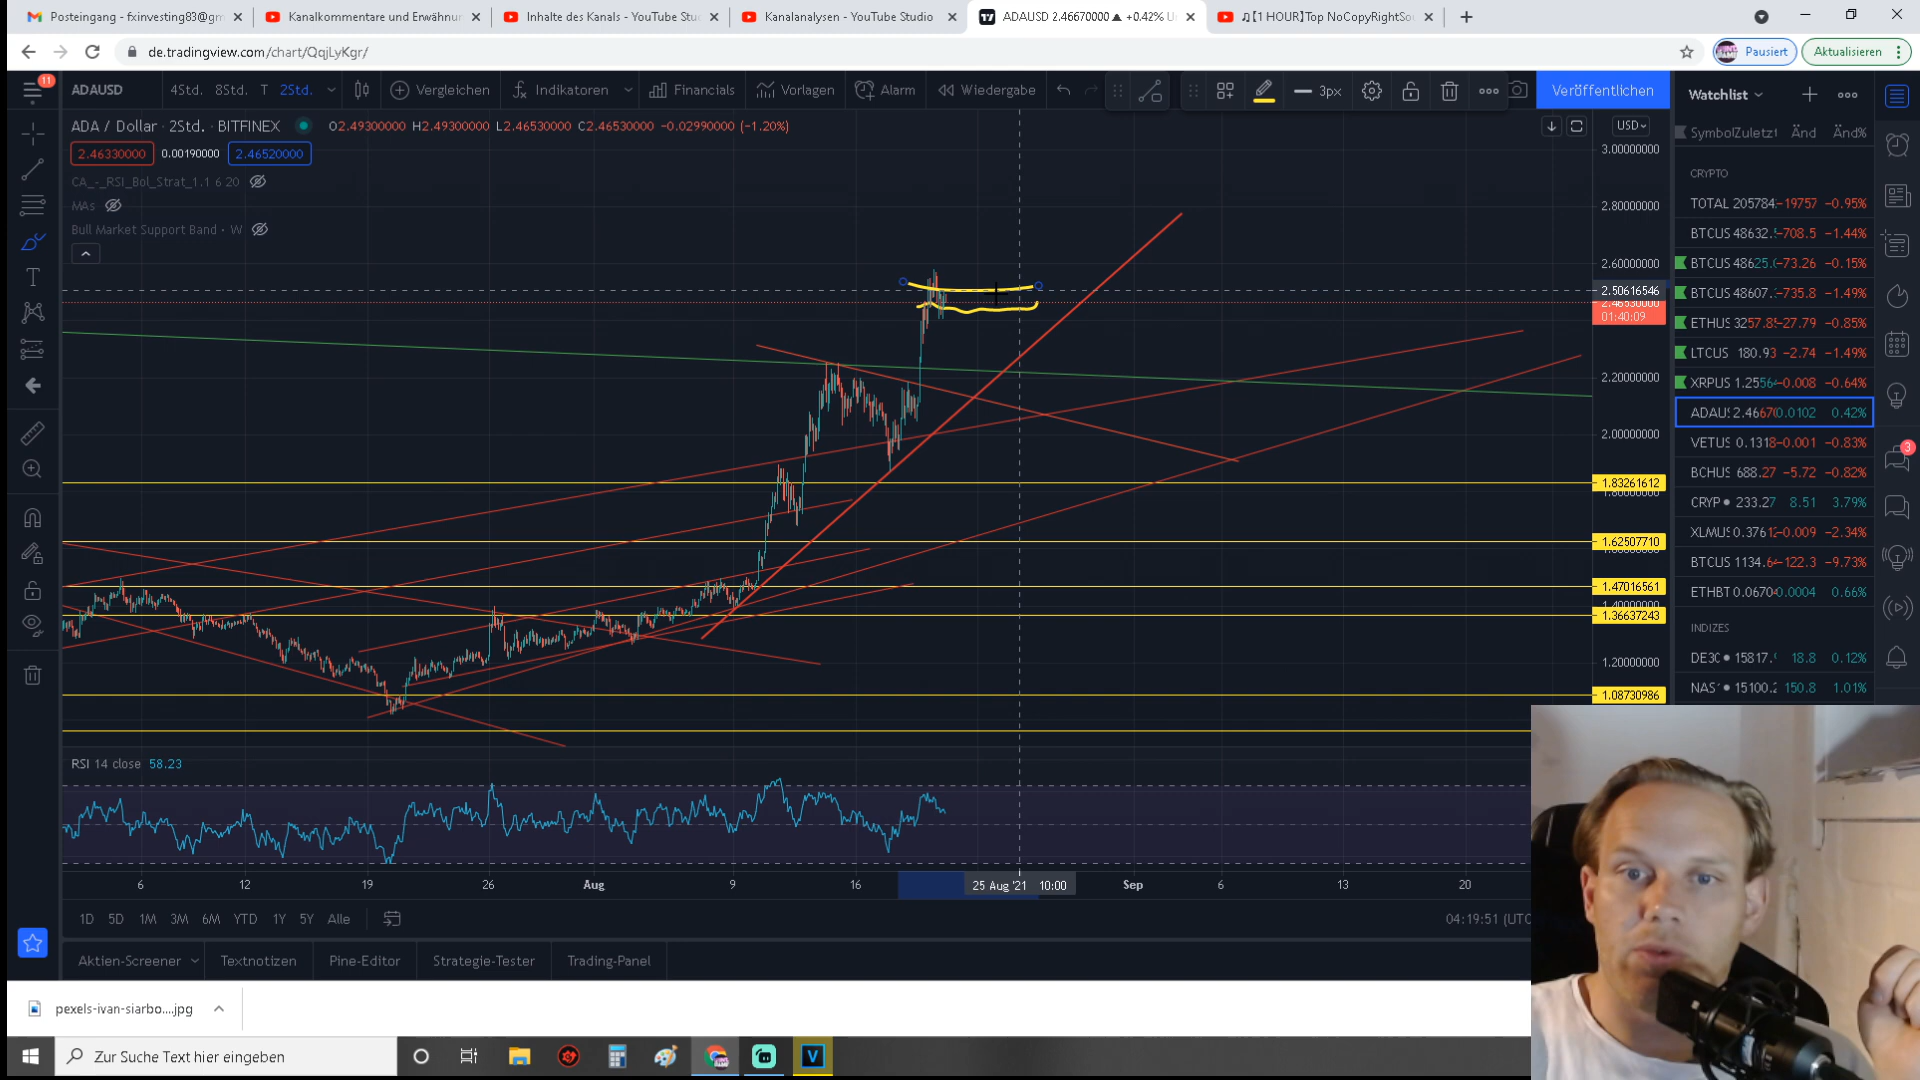 Posteingang - fxinvesting83@gm
Kanalkommentare und Erwähnun
Inhalte des Kanals - YouTube Stu
Kanalanalysen - YouTube Studio
ADAUSD 2.46670000 ▲ +0.42% U
♫【1 HOUR】Top NoCopyRightSo
de.tradingview.com/chart/QqjLyKgr/
Pausiert
Aktualisieren
11
ADAUSD
4Std. 8Std. T 2Std.
Vergleichen
Indikatoren
Financials
Vorlagen
Alarm
Wiedergabe
3px
Veröffentlichen
Watchlist
ADA / Dollar · 2Std. · BITFINEX
O2.49300000 H2.49300000 L2.46530000 C2.46530000 -0.02990000 (-1.20%)
USD
2.46330000 0.00190000 2.46520000
CA_-_RSI_Bol_Strat_1.1 6 20
MAs
Bull Market Support Band · W
3.00000000
2.80000000
2.60000000
2.50616546
2.46530000
01:40:09
2.20000000
2.00000000
1.83261612
1.80000000
1.62507710
1.47016561
1.40000000
1.36637243
1.20000000
1.08730986
Symbol Zuletzt Änd Änd%
CRYPTO
TOTAL 205784. -19757 -0.95%
BTCUS 48632. -708.5 -1.44%
BTCUS 48625.0 -73.26 -0.15%
BTCUS 48607. -735.8 -1.49%
ETHUS 3257.8 -27.79 -0.85%
LTCUS 180.93 -2.74 -1.49%
XRPUS 1.2556 -0.008 -0.64%
ADAUS 2.4667 0.0102 0.42%
VETUS 0.1318 -0.001 -0.83%
BCHUS 688.27 -5.72 -0.82%
CRYP 233.27 8.51 3.79%
XLMUS 0.3761 -0.009 -2.34%
BTCUS 1134.6 -122.3 -9.73%
ETHBT 0.0670 0.0004 0.66%
INDIZES
DE30 15817. 18.8 0.12%
NAS 15100.2 150.8 1.01%
3
RSI 14 close 58.23
6 12 19 26 Aug 9 16 25 Aug '21 10:00 Sep 6 13 20
1D 5D 1M 3M 6M YTD 1Y 5Y Alle
04:19:51 (UTC
Aktien-Screener
Textnotizen
Pine-Editor
Strategie-Tester
Trading-Panel
pexels-ivan-siarbo....jpg
Zur Suche Text hier eingeben
V